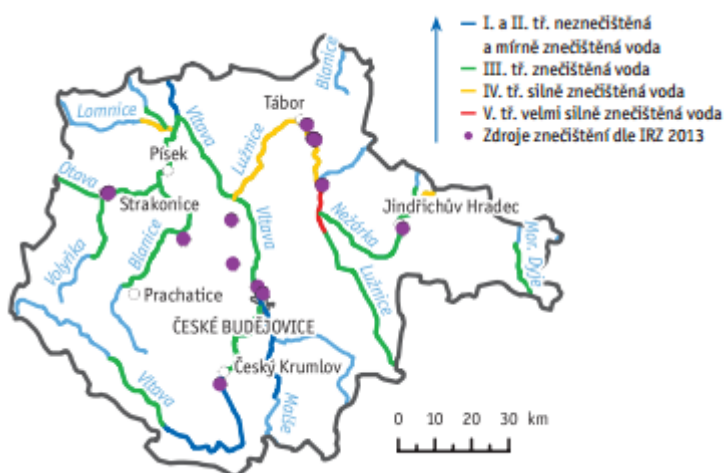 I. a II. tř. neznečištěná
a mírně znečištěná voda
III. tř. znečištěná voda
IV. tř. silně znečištěná voda
V. tř. velmi silně znečištěná voda
Zdroje znečištění dle IRZ 2013
Blanice
Lomnice
Vltava
Tábor
Lužnice
Písek
Otava
Strakonice
Vltava
Jindřichův Hradec
Nežárka
Volyňka
Blanice
Mor. Dyje
Lužnice
Prachatice
ČESKÉ BUDĚJOVICE
Český Krumlov
Vltava
Malše
0 10 20 30 km